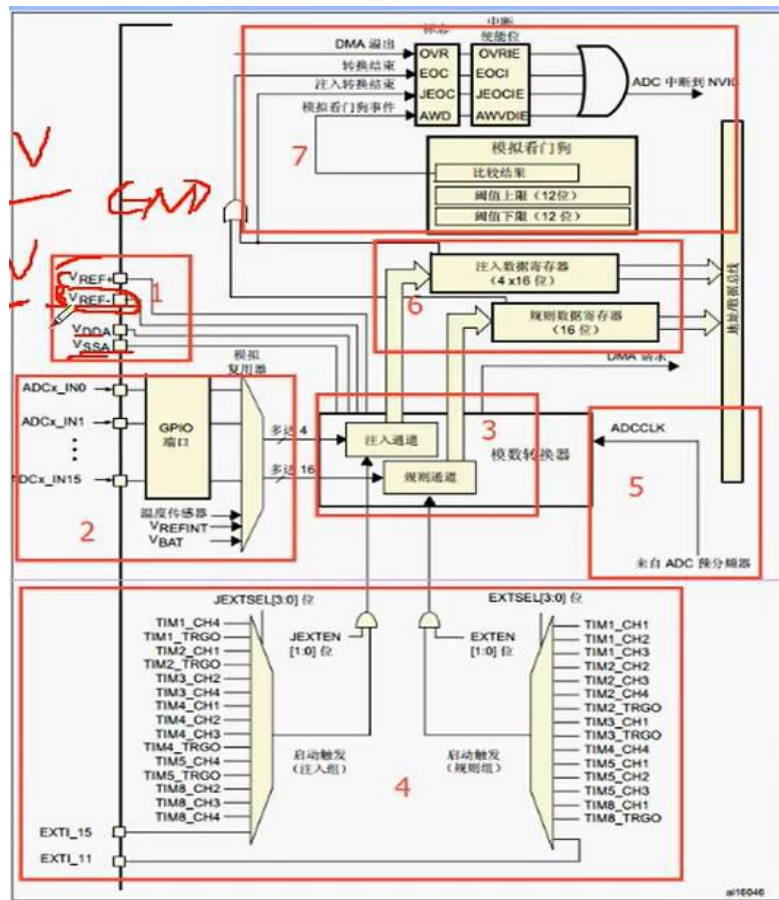 标志
中断
使能位
DMA 溢出
OVR
OVRIE
转换结束
EOC
EOCI
注入转换结束
JEOC
JEOCIE
模拟看门狗事件
AWD
AWVDIE
ADC 中断到 NVIC
模拟看门狗
比较结果
阈值上限 (12位)
阈值下限 (12 位)
7
V
GND
V
VREF+
VREF-
VDDA
VSSA
1
注入数据寄存器
(4 x16 位)
规则数据寄存器
(16 位)
6
地址/数据总线
DMA 请求
模拟
复用器
ADCx_IN0
ADCx_IN1
ADCx_IN15
GPIO
端口
多达 4
多达 16
温度传感器
VREFINT
VBAT
2
注入通道
规则通道
3
模数转换器
ADCCLK
5
来自 ADC 预分频器
JEXTSEL[3:0] 位
TIM1_CH4
TIM1_TRGO
TIM2_CH1
TIM2_TRGO
TIM3_CH2
TIM3_CH4
TIM4_CH1
TIM4_CH2
TIM4_CH3
TIM4_TRGO
TIM5_CH4
TIM5_TRGO
TIM8_CH2
TIM8_CH3
TIM8_CH4
EXTI_15
EXTI_11
JEXTEN
[1:0] 位
启动触发
(注入组)
EXTSEL[3:0] 位
EXTEN
[1:0] 位
启动触发
(规则组)
TIM1_CH1
TIM1_CH2
TIM1_CH3
TIM2_CH2
TIM2_CH3
TIM2_CH4
TIM2_TRGO
TIM3_CH1
TIM3_TRGO
TIM4_CH4
TIM5_CH1
TIM5_CH2
TIM5_CH3
TIM8_CH1
TIM8_TRGO
4
ai16046